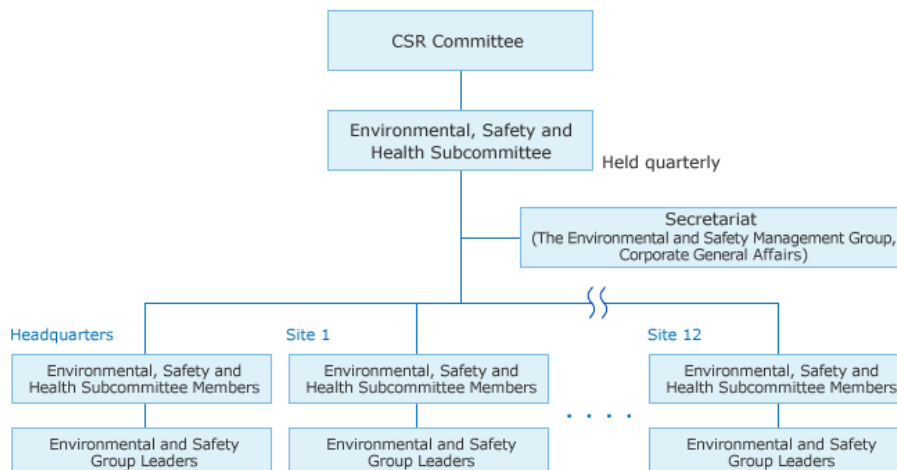 CSR Committee
Environmental, Safety and
Health Subcommittee
Held quarterly
Secretariat
(The Environmental and Safety Management Group,
Corporate General Affairs)
Headquarters
Site 1
Site 12
Environmental, Safety and
Health Subcommittee Members
Environmental, Safety and
Health Subcommittee Members
. . . .
Environmental, Safety and
Health Subcommittee Members
Environmental and Safety
Group Leaders
Environmental and Safety
Group Leaders
Environmental and Safety
Group Leaders